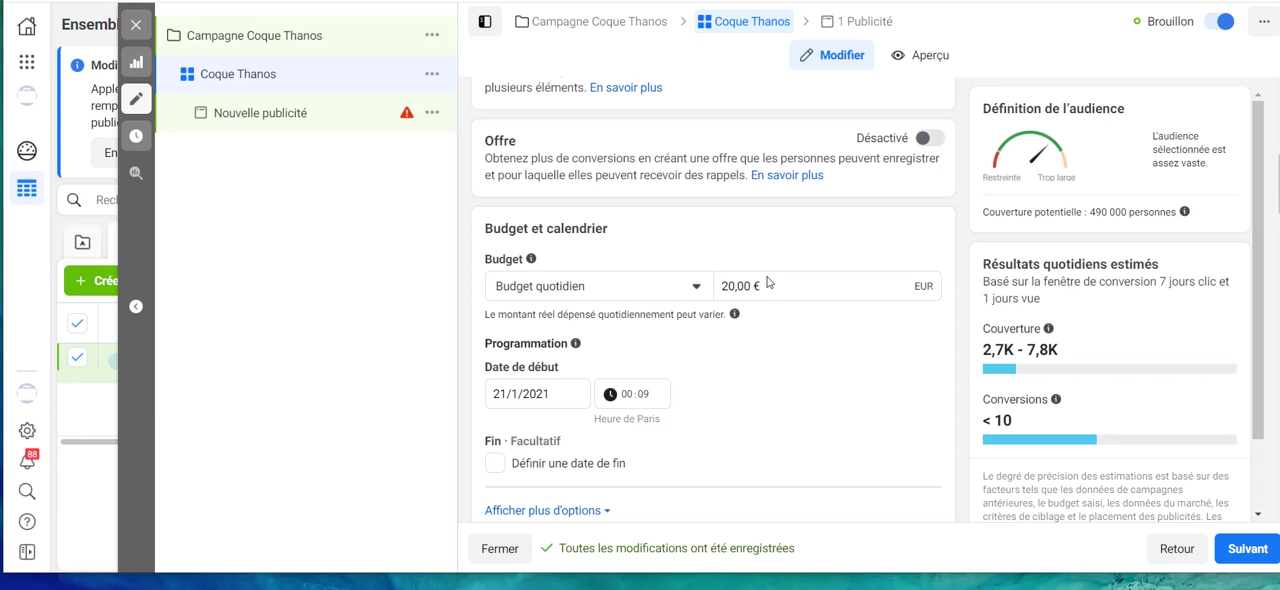 Ensembl
Modi
Apple
remp
public
En
Rech
Crée
88
Campagne Coque Thanos
Coque Thanos
Nouvelle publicité
Campagne Coque Thanos
Coque Thanos
1 Publicité
Brouillon
Modifier
Aperçu
plusieurs éléments. En savoir plus
Offre
Désactivé
Obtenez plus de conversions en créant une offre que les personnes peuvent enregistrer
et pour laquelle elles peuvent recevoir des rappels. En savoir plus
Budget et calendrier
Budget
Budget quotidien
20,00 €
EUR
Le montant réel dépensé quotidiennement peut varier.
Programmation
Date de début
21/1/2021
00:09
Heure de Paris
Fin · Facultatif
Définir une date de fin
Afficher plus d'options
Fermer
Toutes les modifications ont été enregistrées
Retour
Suivant
Définition de l'audience
L'audience
sélectionnée est
assez vaste.
Restreinte
Trop large
Couverture potentielle : 490 000 personnes
Résultats quotidiens estimés
Basé sur la fenêtre de conversion 7 jours clic et
1 jours vue
Couverture
2,7K - 7,8K
Conversions
< 10
Le degré de précision des estimations est basé sur des
facteurs tels que les données de campagnes
antérieures, le budget saisi, les données du marché, les
critères de ciblage et le placement des publicités. Les